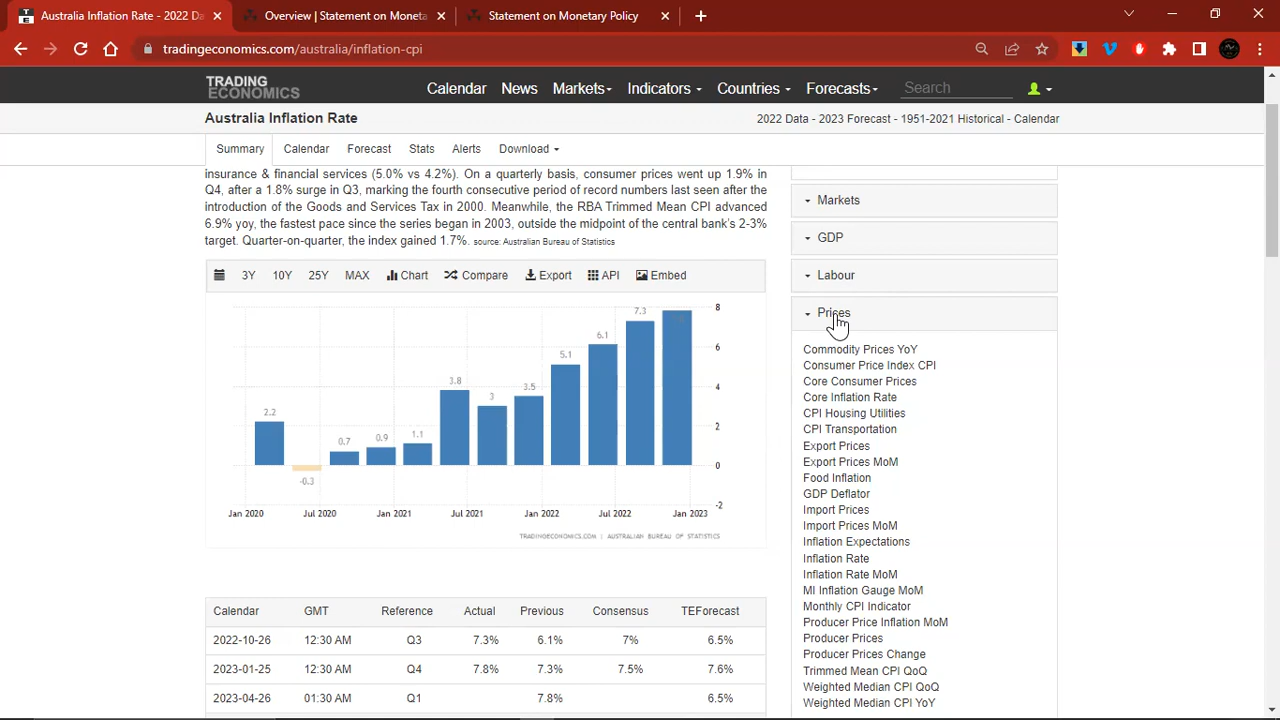 Australia Inflation Rate - 2022 Da
Overview | Statement on Moneta
Statement on Monetary Policy
tradingeconomics.com/australia/inflation-cpi
TRADING
ECONOMICS
Calendar
News
Markets
Indicators
Countries
Forecasts
Search
Australia Inflation Rate
2022 Data - 2023 Forecast - 1951-2021 Historical - Calendar
Summary
Calendar
Forecast
Stats
Alerts
Download
insurance & financial services (5.0% vs 4.2%). On a quarterly basis, consumer prices went up 1.9% in
Q4, after a 1.8% surge in Q3, marking the fourth consecutive period of record numbers last seen after the
introduction of the Goods and Services Tax in 2000. Meanwhile, the RBA Trimmed Mean CPI advanced
6.9% yoy, the fastest pace since the series began in 2003, outside the midpoint of the central bank's 2-3%
target. Quarter-on-quarter, the index gained 1.7%. source: Australian Bureau of Statistics
3Y
10Y
25Y
MAX
Chart
Compare
Export
API
Embed
2.2
-0.3
0.7
0.9
1.1
3.8
3
3.5
5.1
6.1
7.3
8
6
4
2
0
-2
Jan 2020
Jul 2020
Jan 2021
Jul 2021
Jan 2022
Jul 2022
Jan 2023
TRADINGECONOMICS.COM | AUSTRALIAN BUREAU OF STATISTICS
Calendar GMT Reference Actual Previous Consensus TEForecast
2022-10-26 12:30 AM Q3 7.3% 6.1% 7% 6.5%
2023-01-25 12:30 AM Q4 7.8% 7.3% 7.5% 7.6%
2023-04-26 01:30 AM Q1 7.8% 6.5%
Markets
GDP
Labour
Prices
Commodity Prices YoY
Consumer Price Index CPI
Core Consumer Prices
Core Inflation Rate
CPI Housing Utilities
CPI Transportation
Export Prices
Export Prices MoM
Food Inflation
GDP Deflator
Import Prices
Import Prices MoM
Inflation Expectations
Inflation Rate
Inflation Rate MoM
MI Inflation Gauge MoM
Monthly CPI Indicator
Producer Price Inflation MoM
Producer Prices
Producer Prices Change
Trimmed Mean CPI QoQ
Weighted Median CPI QoQ
Weighted Median CPI YoY